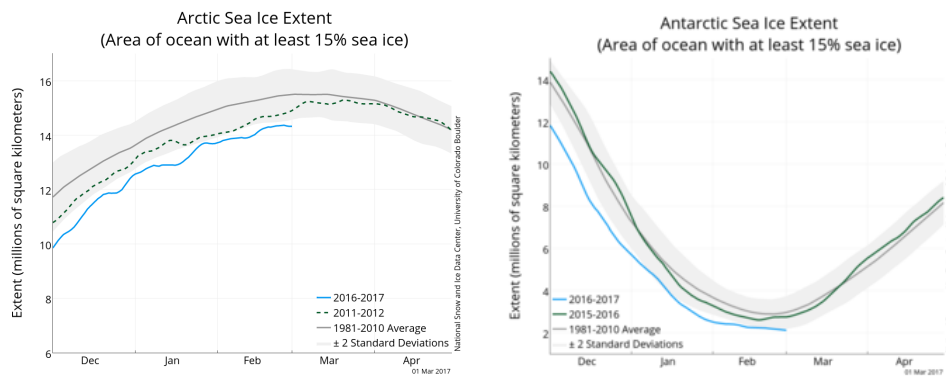 Arctic Sea Ice Extent
(Area of ocean with at least 15% sea ice)
Extent (millions of square kilometers)
16
14
12
10
8
6
Dec
Jan
Feb
Mar
Apr
2016-2017
2011-2012
1981-2010 Average
± 2 Standard Deviations
01 Mar 2017
National Snow and Ice Data Center, University of Colorado Boulder
Antarctic Sea Ice Extent
(Area of ocean with at least 15% sea ice)
Extent (millions of square kilometers)
14
12
10
8
6
4
2
Dec
Jan
Feb
Mar
Apr
2016-2017
2015-2016
1981-2010 Average
± 2 Standard Deviations
01 Mar 2017